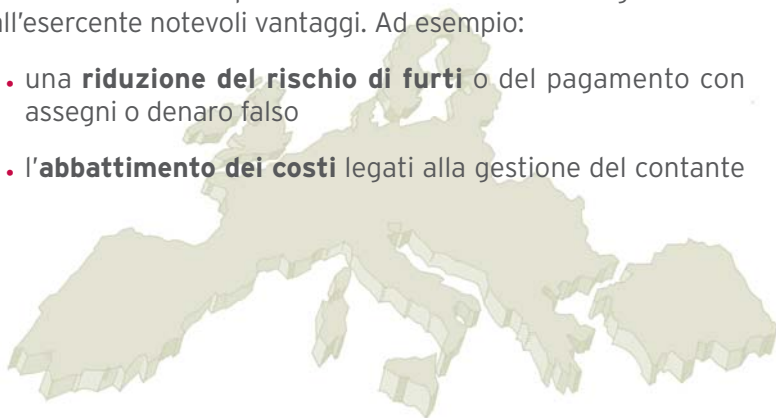 all'esercente notevoli vantaggi. Ad esempio:
• una riduzione del rischio di furti o del pagamento con
assegni o denaro falso
• l'abbattimento dei costi legati alla gestione del contante